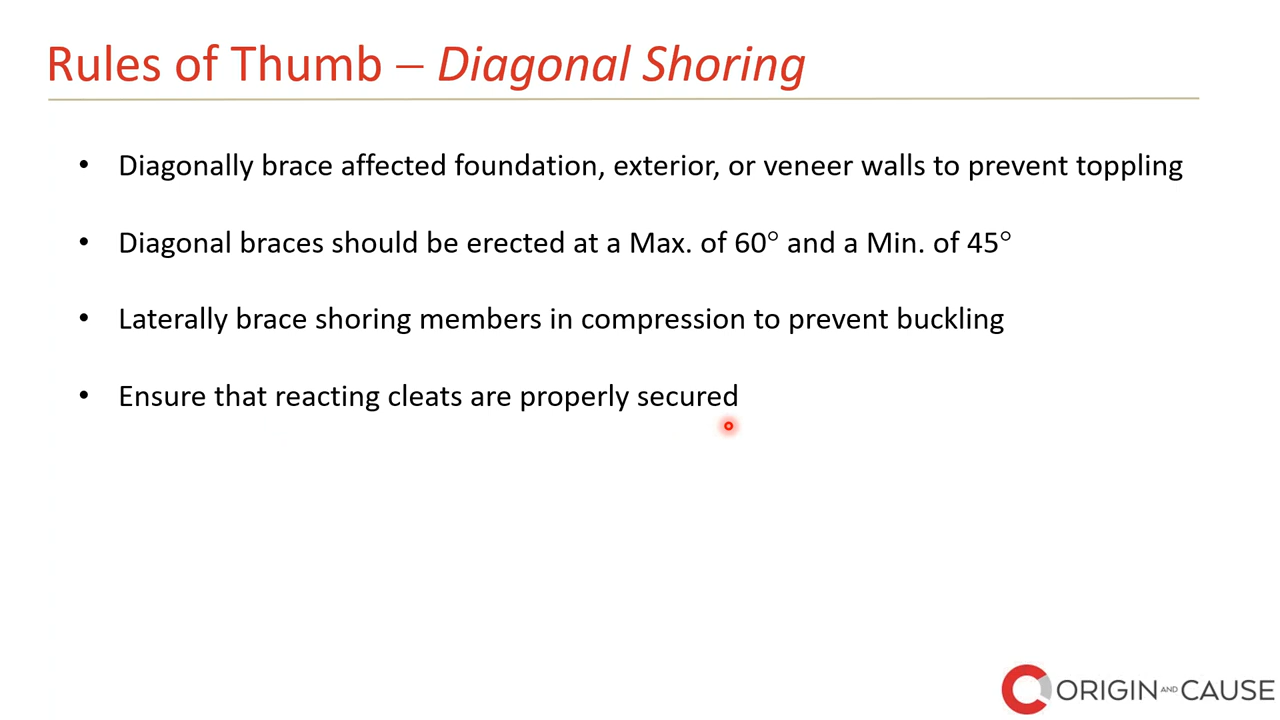 Rules of Thumb – Diagonal Shoring
• Diagonally brace affected foundation, exterior, or veneer walls to prevent toppling
• Diagonal braces should be erected at a Max. of 60° and a Min. of 45°
• Laterally brace shoring members in compression to prevent buckling
• Ensure that reacting cleats are properly secured
ORIGIN AND CAUSE